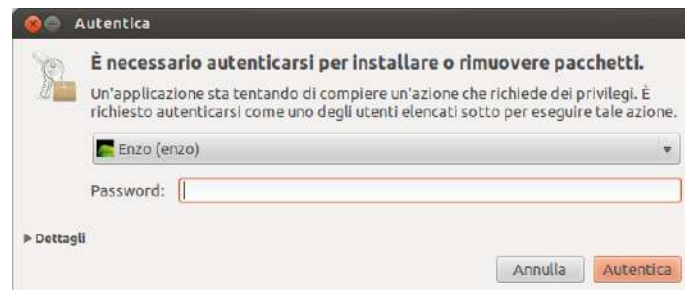 Autentica
È necessario autenticarsi per installare o rimuovere pacchetti.
Un'applicazione sta tentando di compiere un'azione che richiede dei privilegi. È
richiesto autenticarsi come uno degli utenti elencati sotto per eseguire tale azione.
Enzo (enzo)
Password:
Dettagli
Annulla
Autentica